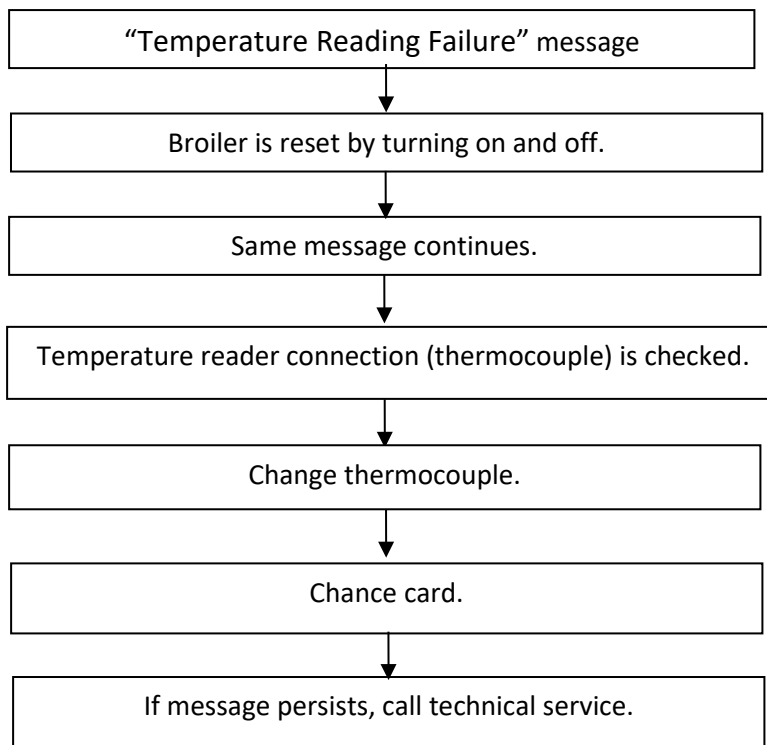 “Temperature Reading Failure” message
Broiler is reset by turning on and off.
Same message continues.
Temperature reader connection (thermocouple) is checked.
Change thermocouple.
Chance card.
If message persists, call technical service.